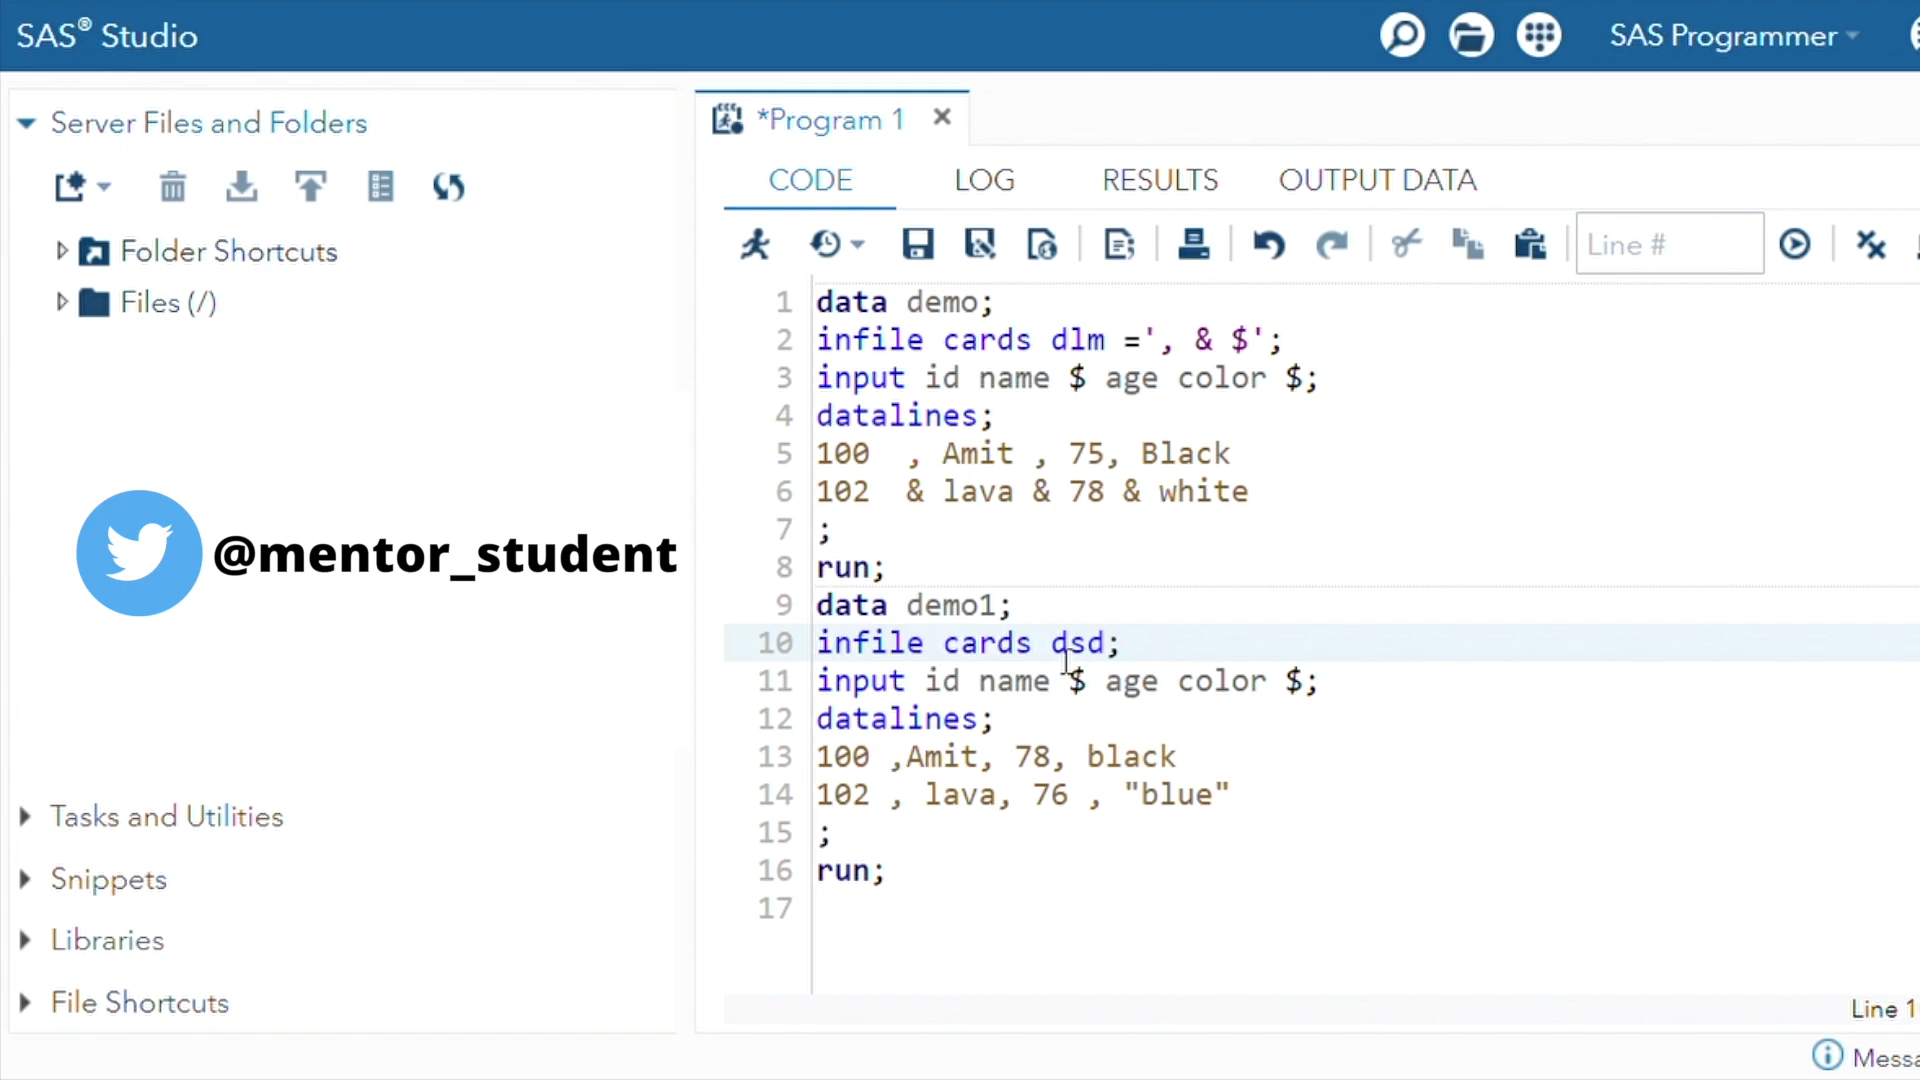 SAS® Studio
SAS Programmer
Server Files and Folders
Folder Shortcuts
Files (/)
@mentor_student
Tasks and Utilities
Snippets
Libraries
File Shortcuts
*Program 1
CODE LOG RESULTS OUTPUT DATA
Line #
1 data demo;
2 infile cards dlm =', & $';
3 input id name $ age color $;
4 datalines;
5 100  , Amit , 75, Black
6 102  & lava & 78 & white
7 ;
8 run;
9 data demo1;
10 infile cards dsd;
11 input id name $ age color $;
12 datalines;
13 100 ,Amit, 78, black
14 102 , lava, 76 , "blue"
15 ;
16 run;
17
Line